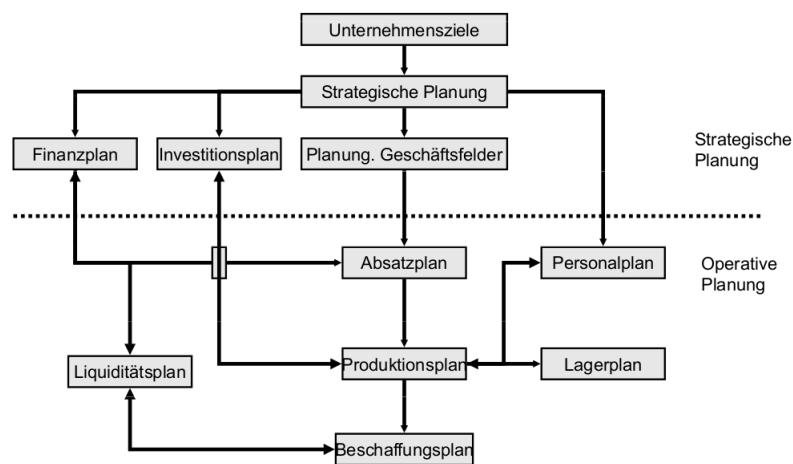 Unternehmensziele
Strategische Planung
Finanzplan
Investitionsplan
Planung. Geschäftsfelder
Strategische
Planung
Absatzplan
Personalplan
Operative
Planung
Liquiditätsplan
Produktionsplan
Lagerplan
Beschaffungsplan